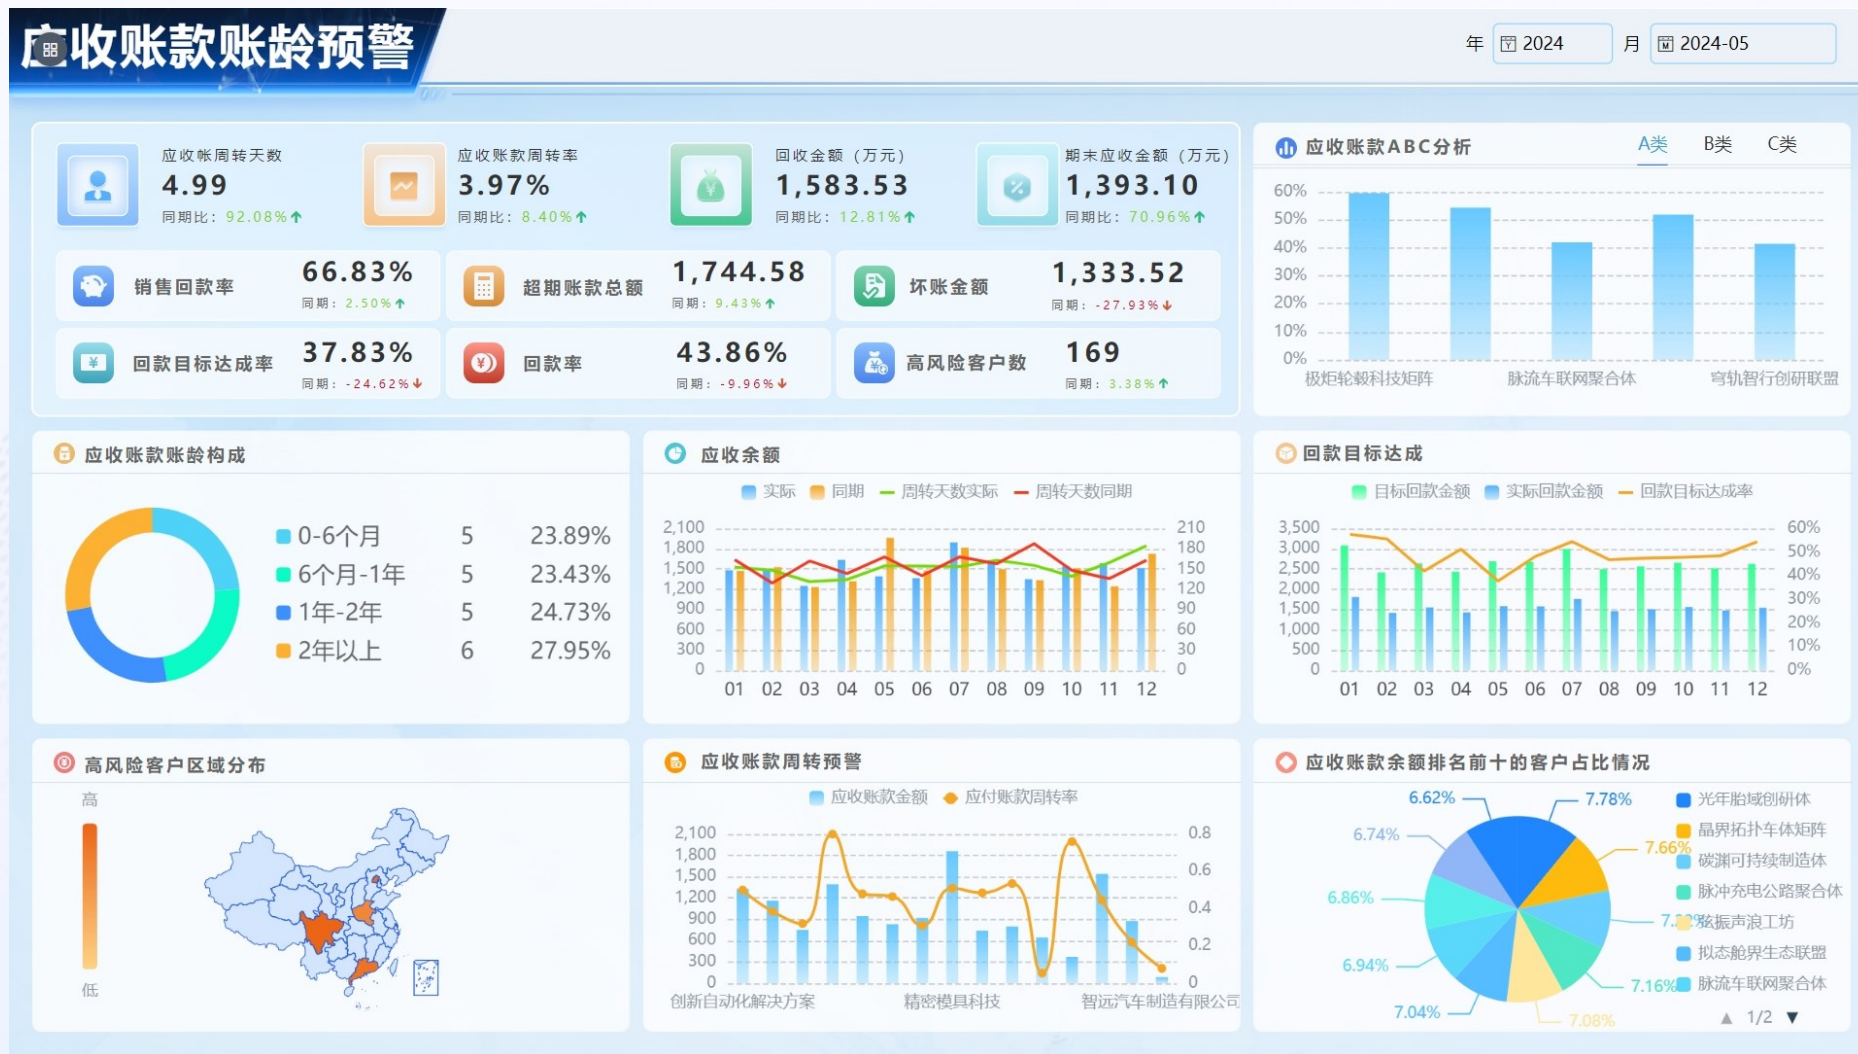 应收账款账龄预警
年 2024 月 2024-05
应收帐周转天数
4.99
同期比: 92.08%↑
应收账款周转率
3.97%
同期比: 8.40%↑
回收金额 (万元)
1,583.53
同期比: 12.81%↑
期末应收金额 (万元)
1,393.10
同期比: 70.96%↑
销售回款率
66.83%
同期: 2.50%↑
超期账款总额
1,744.58
同期: 9.43%↑
坏账金额
1,333.52
同期: -27.93%↓
回款目标达成率
37.83%
同期: -24.62%↓
回款率
43.86%
同期: -9.96%↓
高风险客户数
169
同期: 3.38%↑
应收账款ABC分析
A类 B类 C类
60%
50%
40%
30%
20%
10%
0%
极炬轮毂科技矩阵 脉流车联网聚合体 穹轨智行创研联盟
应收账款账龄构成
0-6个月 5 23.89%
6个月-1年 5 23.43%
1年-2年 5 24.73%
2年以上 6 27.95%
应收余额
实际 同期 周转天数实际 周转天数同期
2,100 210
1,800 180
1,500 150
1,200 120
900 90
600 60
300 30
0 0
01 02 03 04 05 06 07 08 09 10 11 12
回款目标达成
目标回款金额 实际回款金额 回款目标达成率
3,500 60%
3,000 50%
2,500 40%
2,000 30%
1,500 20%
1,000 10%
500 0%
0
01 02 03 04 05 06 07 08 09 10 11 12
高风险客户区域分布
高
低
应收账款周转预警
应收账款金额 应付账款周转率
2,100 0.8
1,800 0.6
1,500 0.4
1,200 0.2
900 0
600
300
0
创新自动化解决方案 精密模具科技 智远汽车制造有限公司
应收账款余额排名前十的客户占比情况
6.62%
7.78%
6.74%
7.66%
6.86%
6.94%
7.16%
7.04%
7.08%
光年胎域创研体
晶界拓扑车体矩阵
碳渊可持续制造体
脉冲充电公路聚合体
声浪工坊
拟态舱界生态联盟
脉流车联网聚合体
▲ 1/2 ▼